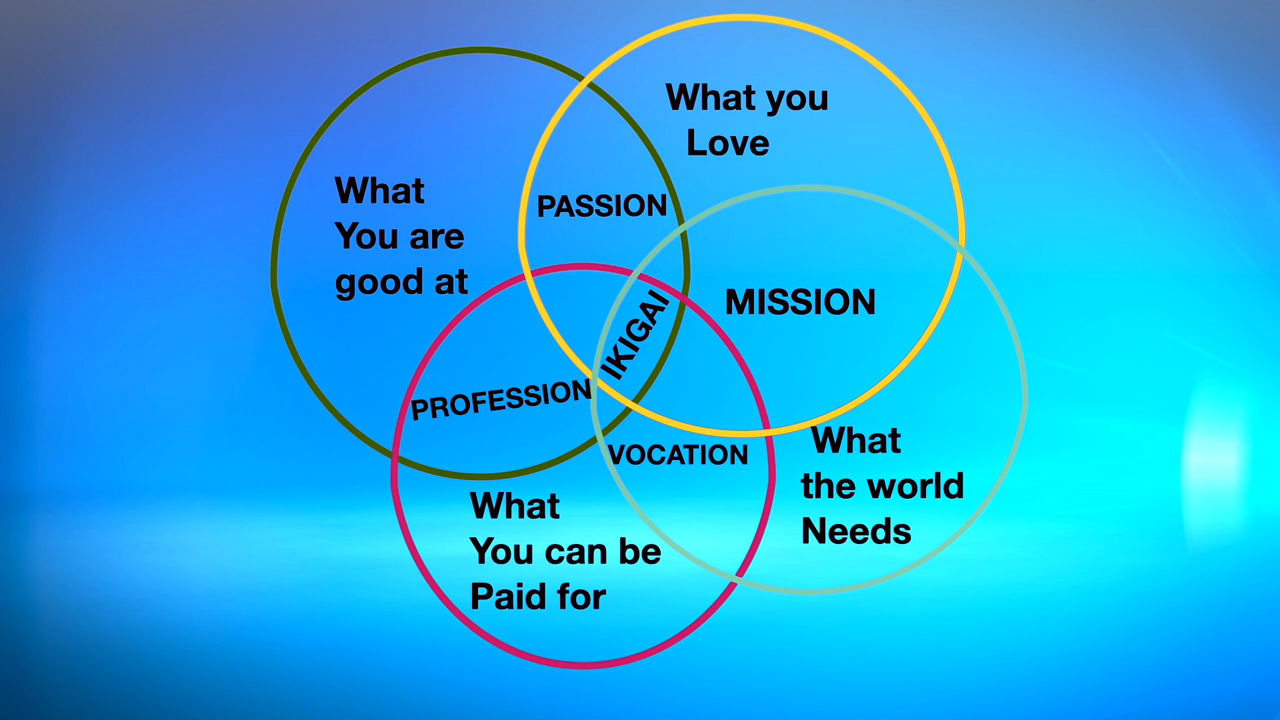 What you
Love
What
You are
good at
PASSION
MISSION
IKIGAI
PROFESSION
VOCATION
What
the world
Needs
What
You can be
Paid for